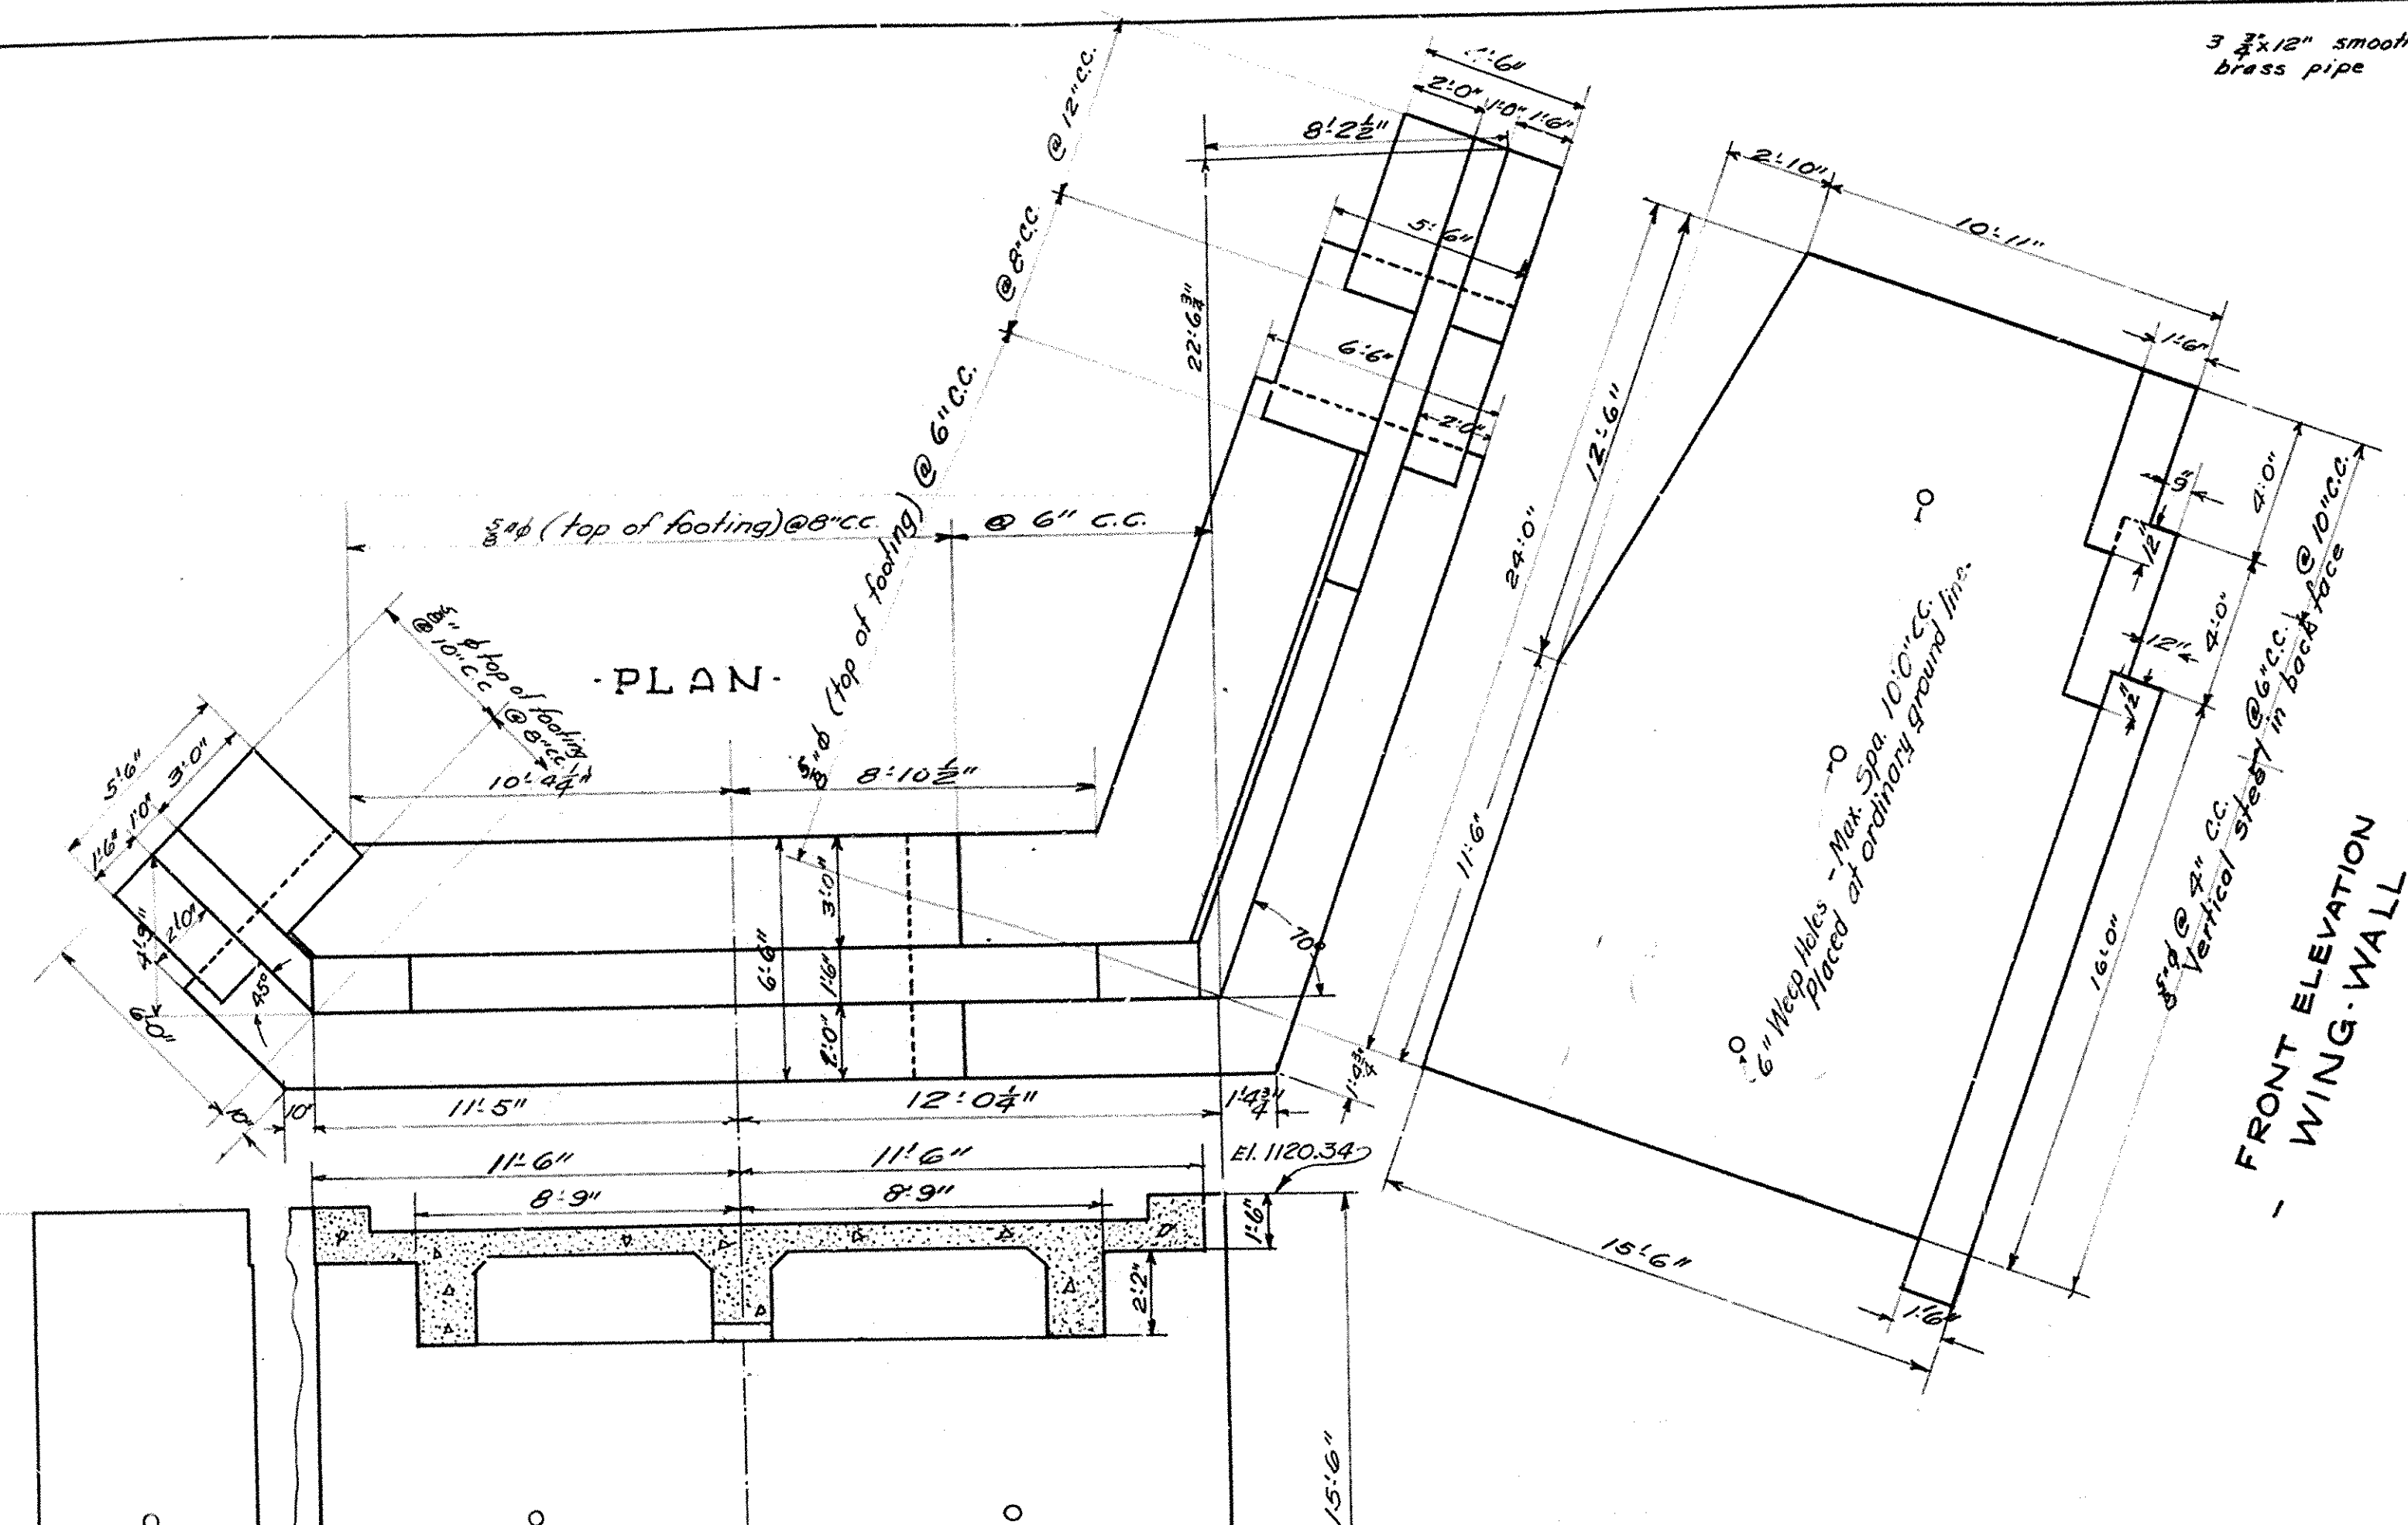 3 3/4"x12" smooth
brass pipe
@ 12" c.c.
@ 8" c.c.
2'-0"
1'-0"
1'-6"
8'-2 1/2"
5'-6"
22'-6 3/4"
6'-6"
2'-0"
2'-10"
10'-11"
1'-6"
12'-6"
24'-0"
9"
4'-0"
12"
12"
4'-0"
12"
5/8"φ (top of footing) @ 8" c.c.
@ 6" C.C.
5/8"φ (top of footing) @ 6" C.C.
·PLAN·
φ top of footing
@ 10" c.c
@ 8" c.c.
5'-6"
3'-0"
1'-0"
1'-6"
10'-4 1/4"
8'-10 1/2"
4'-9"
2'-0"
45°
6'-0"
6'-6"
3'-0"
1'-6"
2'-0"
70°
11'-6"
1'-4 3/4"
10"
10"
11'-5"
12'-0 1/4"
1'-4 3/4"
11'-6"
11'-6"
El. 1120.34
8'-9"
8'-9"
1'-6"
2'-2"
15'-6"
6" Weep Holes - Max. Spa. 10'-0" c.c.
placed at ordinary ground line.
16'-0"
5/8"φ @ 4" C.C. @ 6" C.C. @ 10" C.C.
Vertical steel in back face
15'-6"
1'-6"
- FRONT ELEVATION
WING·WALL